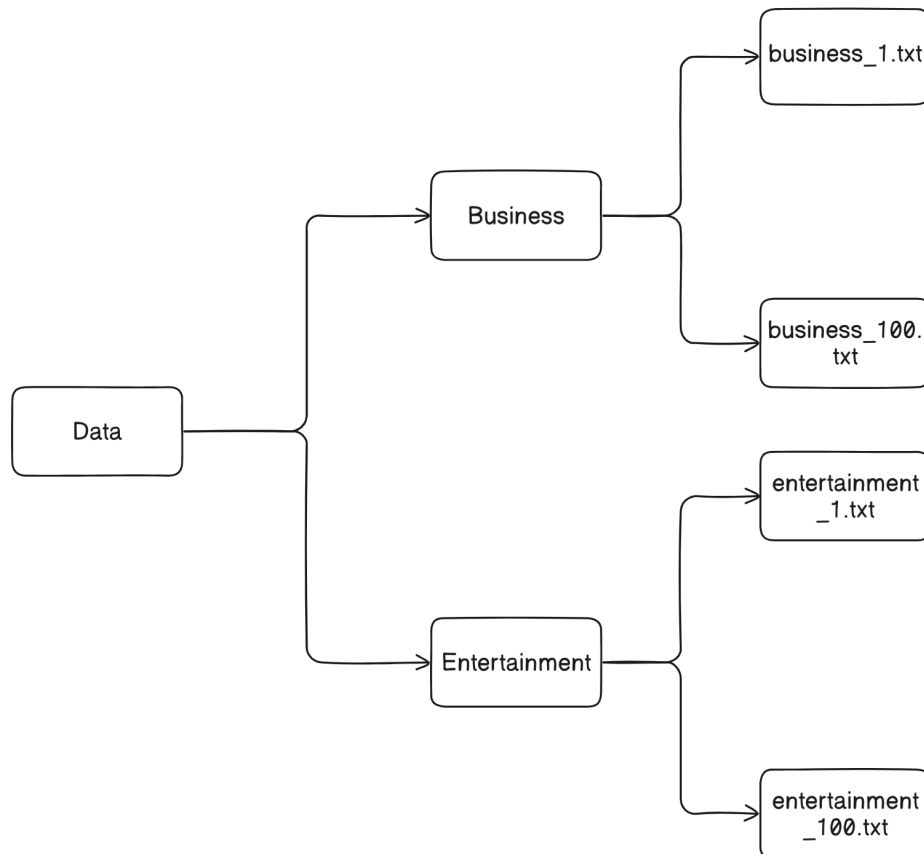 business_1.txt
Business
business_100.
txt
Data
entertainment
_1.txt
Entertainment
entertainment
_100.txt